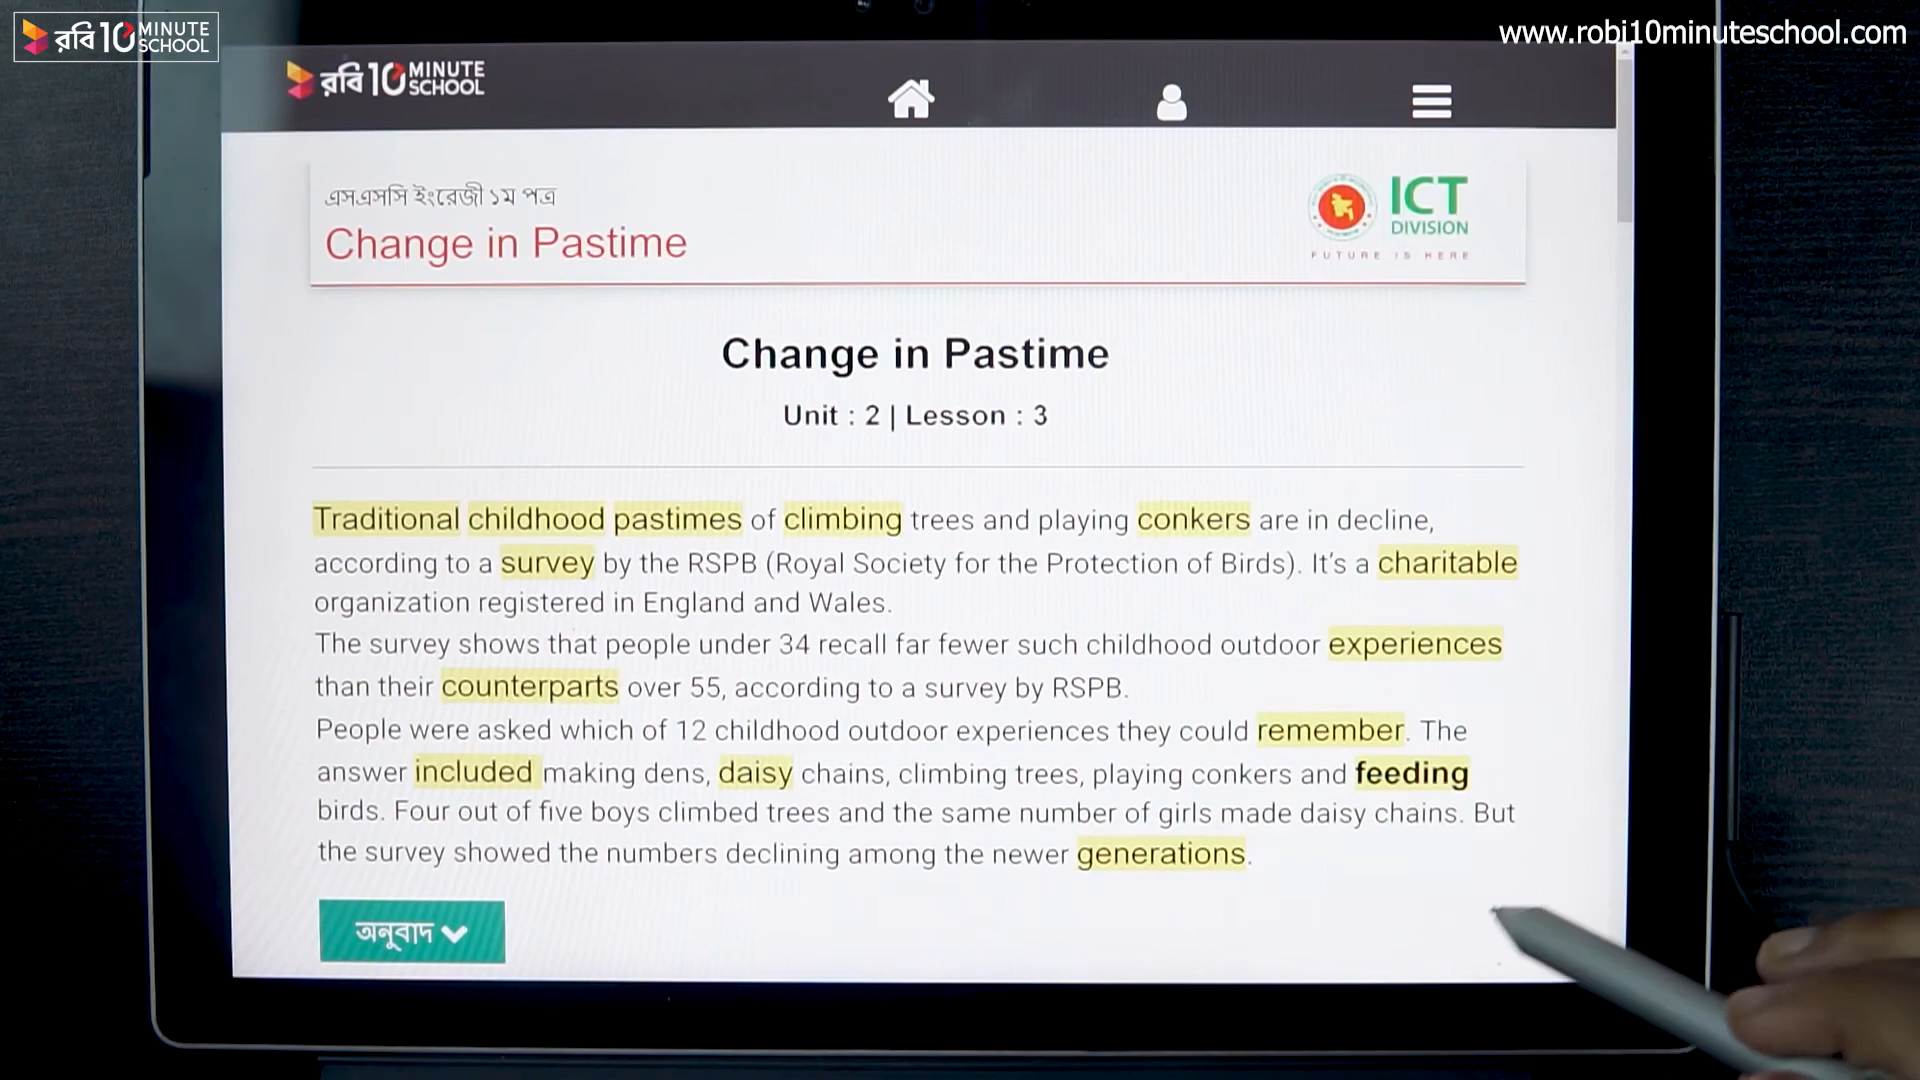 রবি 10 MINUTE SCHOOL
www.robi10minuteschool.com
রবি 10 MINUTE SCHOOL
এসএসসি ইংরেজী ১ম পত্র
Change in Pastime
ICT
DIVISION
FUTURE IS HERE
Change in Pastime
Unit : 2 | Lesson : 3
Traditional childhood pastimes of climbing trees and playing conkers are in decline,
according to a survey by the RSPB (Royal Society for the Protection of Birds). It's a charitable
organization registered in England and Wales.
The survey shows that people under 34 recall far fewer such childhood outdoor experiences
than their counterparts over 55, according to a survey by RSPB.
People were asked which of 12 childhood outdoor experiences they could remember. The
answer included making dens, daisy chains, climbing trees, playing conkers and feeding
birds. Four out of five boys climbed trees and the same number of girls made daisy chains. But
the survey showed the numbers declining among the newer generations.
অনুবাদ